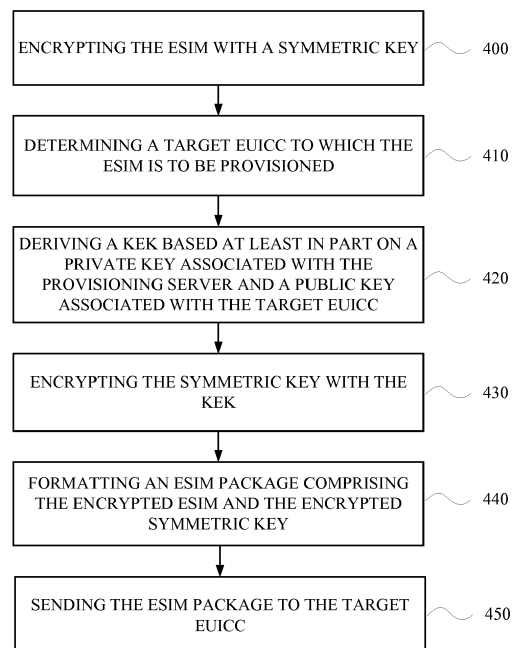 ENCRYPTING THE ESIM WITH A SYMMETRIC KEY
400
DETERMINING A TARGET EUICC TO WHICH THE
ESIM IS TO BE PROVISIONED
410
DERIVING A KEK BASED AT LEAST IN PART ON A
PRIVATE KEY ASSOCIATED WITH THE
PROVISIONING SERVER AND A PUBLIC KEY
ASSOCIATED WITH THE TARGET EUICC
420
ENCRYPTING THE SYMMETRIC KEY WITH THE
KEK
430
FORMATTING AN ESIM PACKAGE COMPRISING
THE ENCRYPTED ESIM AND THE ENCRYPTED
SYMMETRIC KEY
440
SENDING THE ESIM PACKAGE TO THE TARGET
EUICC
450